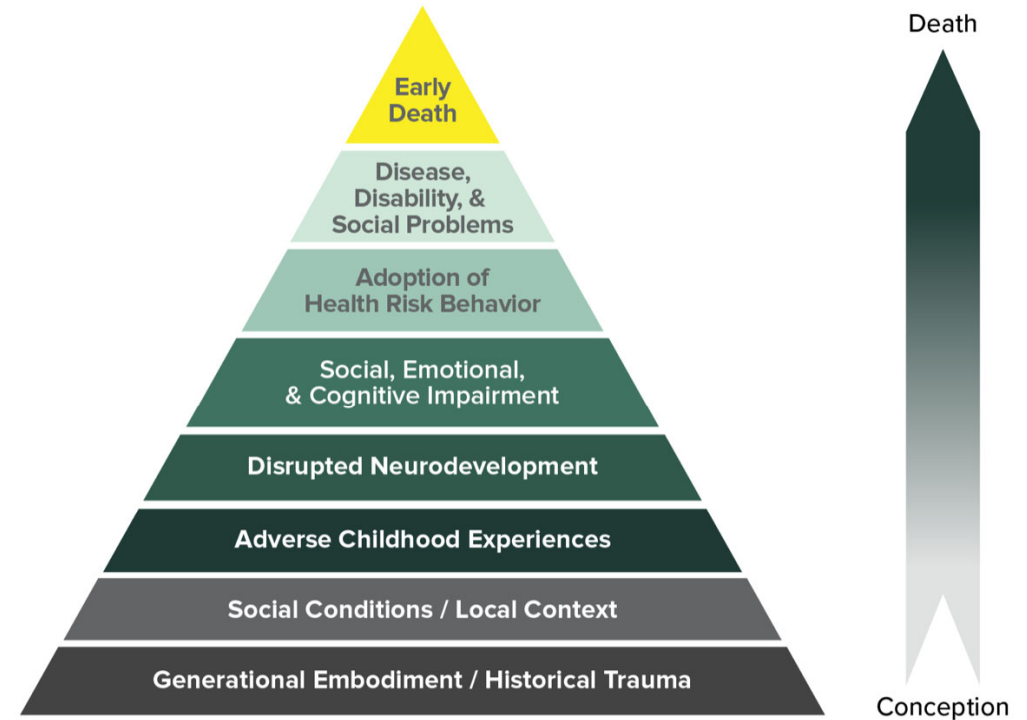 Death
Early
Death
Disease,
Disability, &
Social Problems
Adoption of
Health Risk Behavior
Social, Emotional,
& Cognitive Impairment
Disrupted Neurodevelopment
Adverse Childhood Experiences
Social Conditions / Local Context
Generational Embodiment / Historical Trauma
Conception